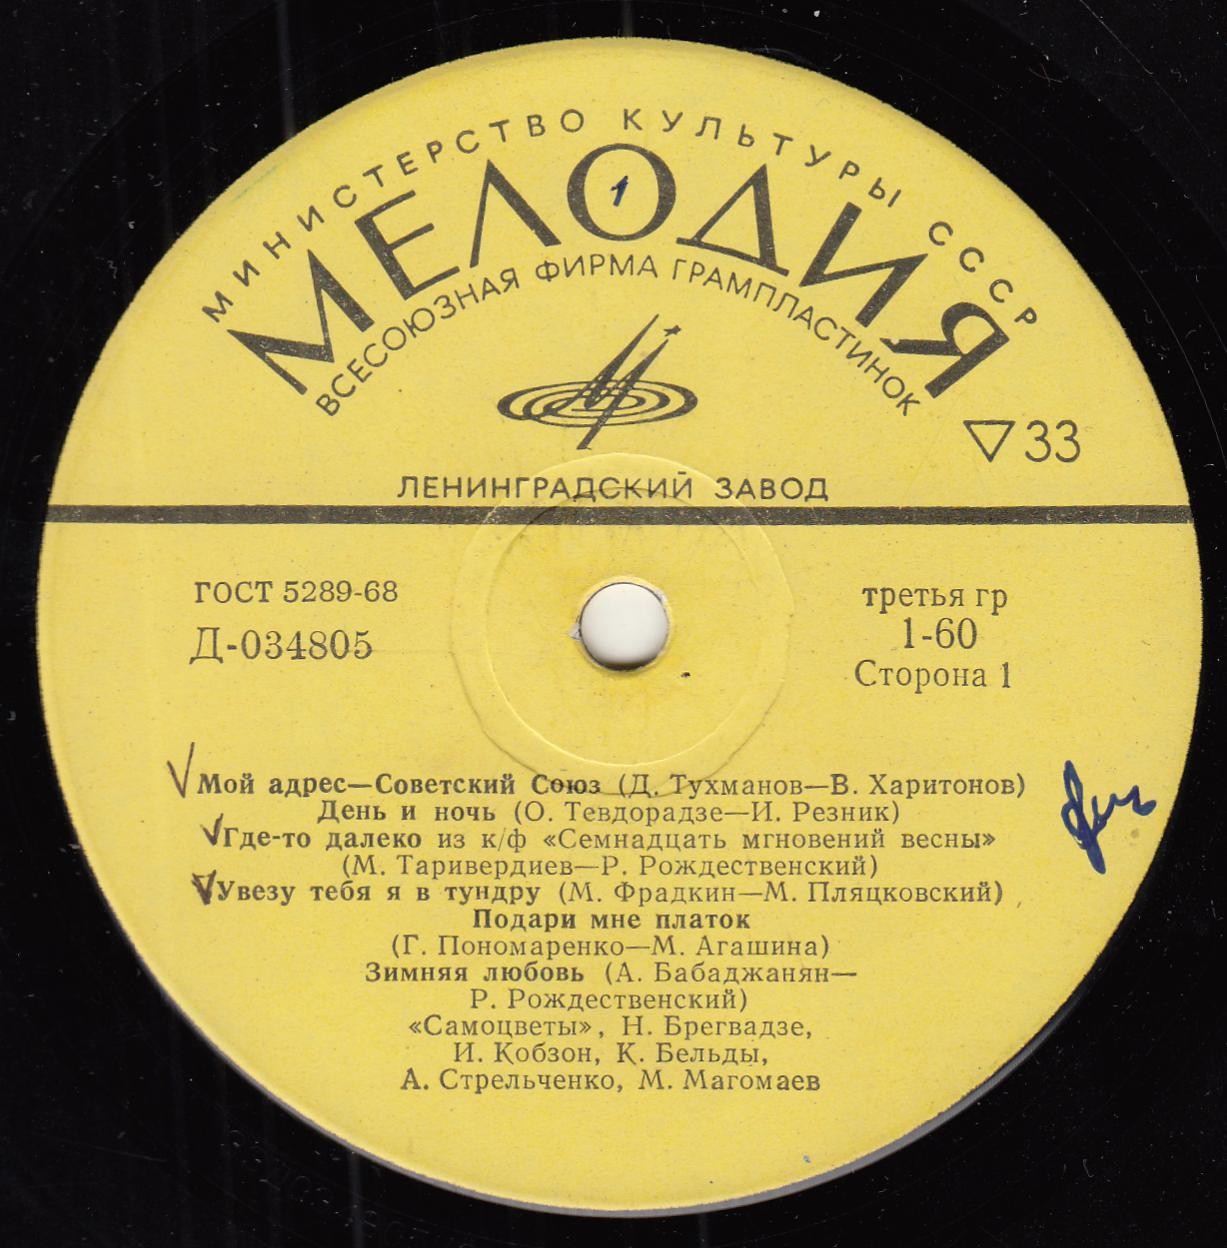 МИНИСТЕРСТВО КУЛЬТУРЫ СССР
МЕЛОДИЯ
1
ВСЕСОЮЗНАЯ ФИРМА ГРАМПЛАСТИНОК
▽33
ЛЕНИНГРАДСКИЙ ЗАВОД
ГОСТ 5289-68
Д-034805
третья гр
1-60
Сторона 1
Мой адрес—Советский Союз (Д. Тухманов—В. Харитонов)
День и ночь (О. Тевдорадзе—И. Резник)
Где-то далеко из к/ф «Семнадцать мгновений весны»
(М. Таривердиев—Р. Рождественский)
Увезу тебя я в тундру (М. Фрадкин—М. Пляцковский)
Подари мне платок
(Г. Пономаренко—М. Агашина)
Зимняя любовь (А. Бабаджанян—
Р. Рождественский)
«Самоцветы», Н. Брегвадзе,
И. Кобзон, К. Бельды,
А. Стрельченко, М. Магомаев